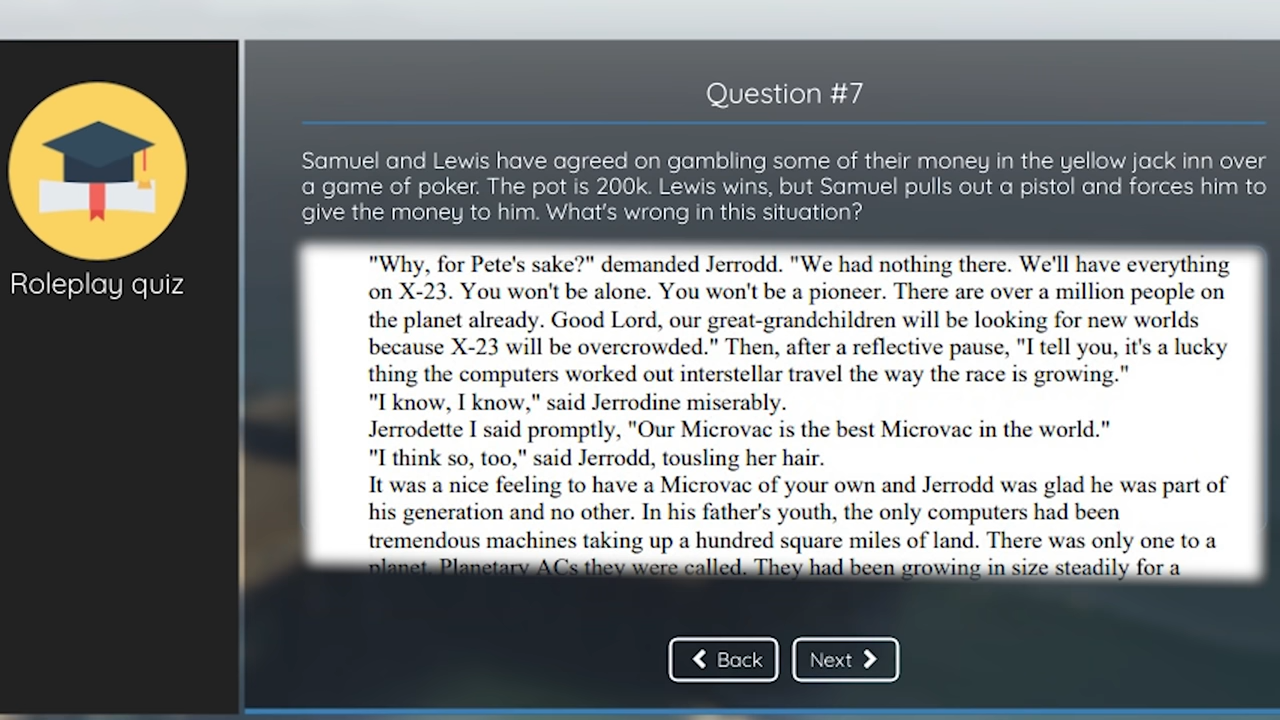 Question #7
Samuel and Lewis have agreed on gambling some of their money in the yellow jack inn over
a game of poker. The pot is 200k. Lewis wins, but Samuel pulls out a pistol and forces him to
give the money to him. What's wrong in this situation?
Roleplay quiz
"Why, for Pete's sake?" demanded Jerrodd. "We had nothing there. We'll have everything
on X-23. You won't be alone. You won't be a pioneer. There are over a million people on
the planet already. Good Lord, our great-grandchildren will be looking for new worlds
because X-23 will be overcrowded." Then, after a reflective pause, "I tell you, it's a lucky
thing the computers worked out interstellar travel the way the race is growing."
"I know, I know," said Jerrodine miserably.
Jerrodette I said promptly, "Our Microvac is the best Microvac in the world."
"I think so, too," said Jerrodd, tousling her hair.
It was a nice feeling to have a Microvac of your own and Jerrodd was glad he was part of
his generation and no other. In his father's youth, the only computers had been
tremendous machines taking up a hundred square miles of land. There was only one to a
planet. Planetary ACs they were called. They had been growing in size steadily for a
Back
Next